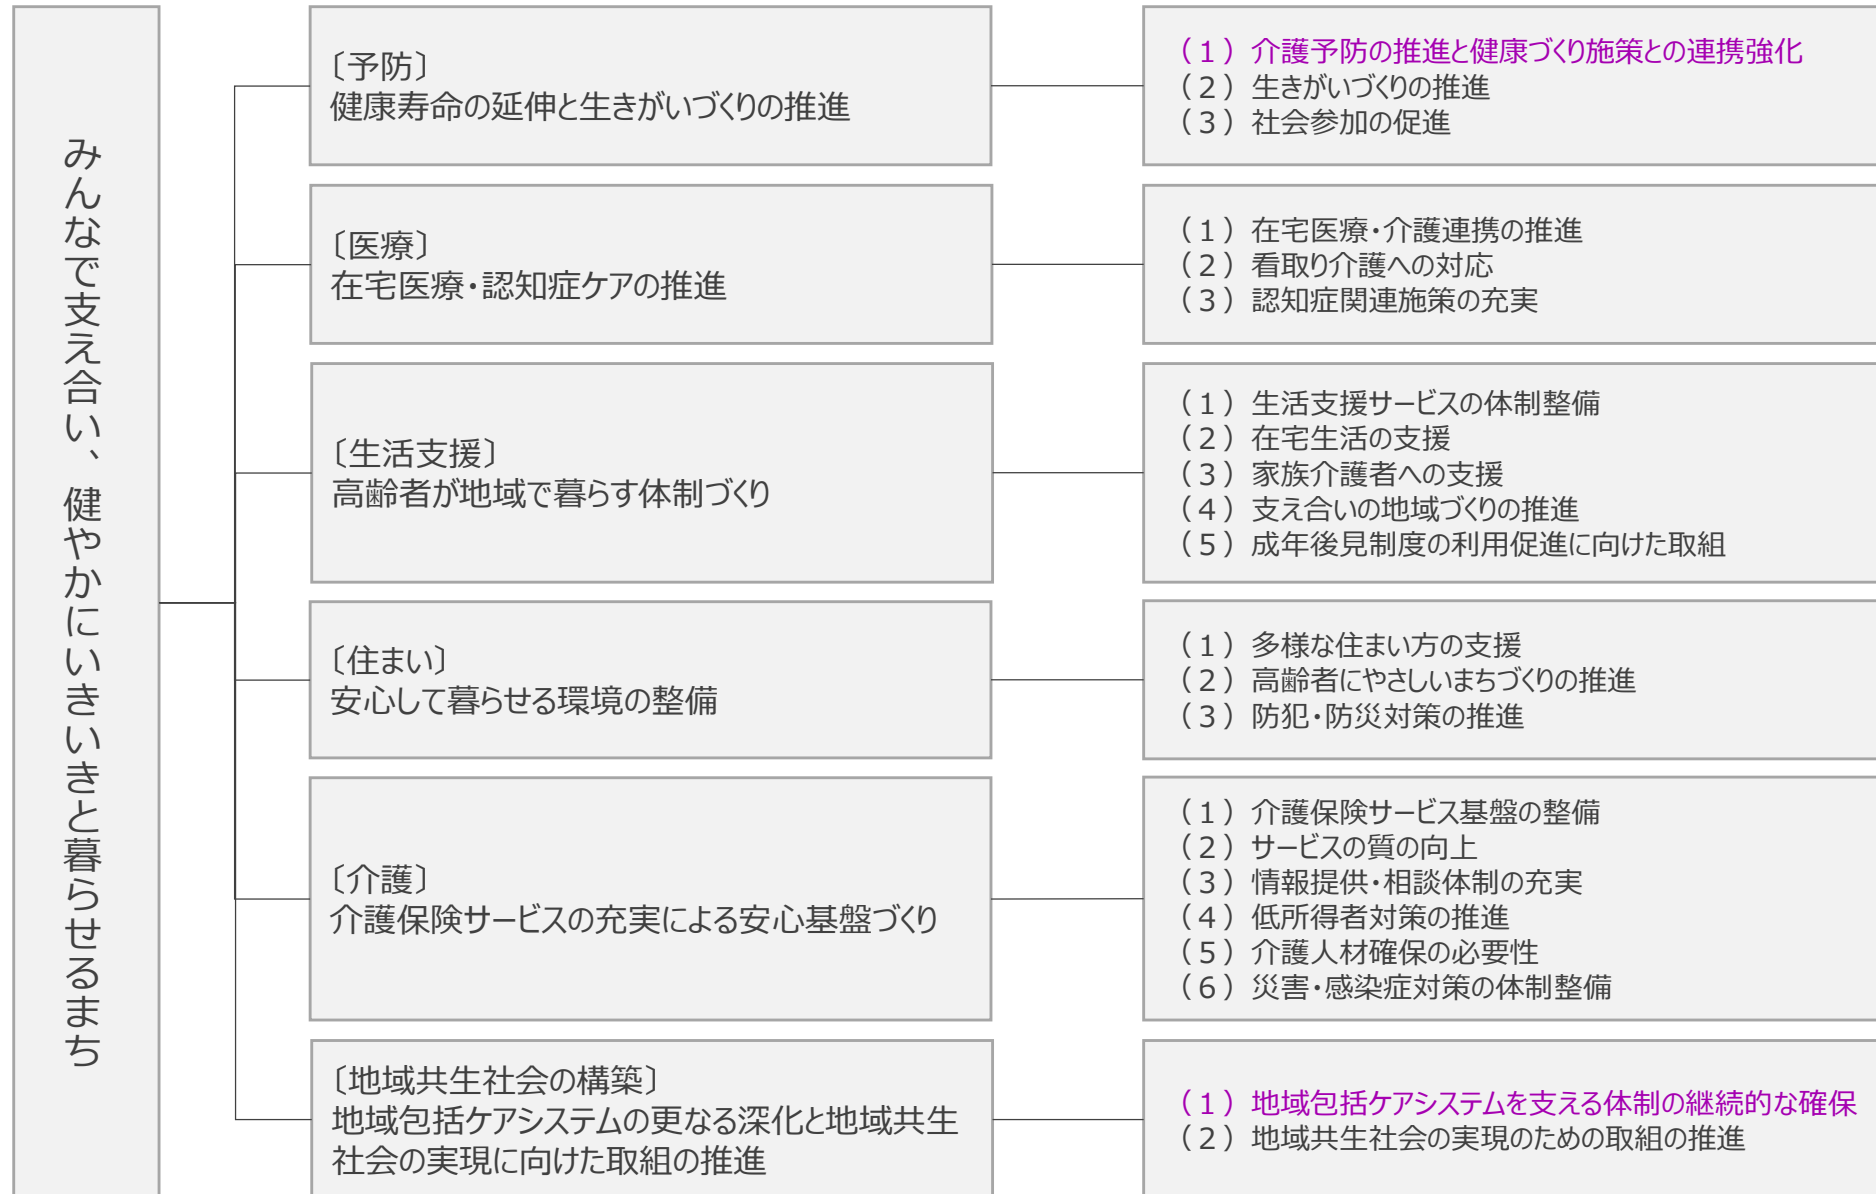 みんなで支え合い、健やかにいきいきと暮らせるまち
〔予防〕
健康寿命の延伸と生きがいづくりの推進
（１）介護予防の推進と健康づくり施策との連携強化
（２）生きがいづくりの推進
（３）社会参加の促進
〔医療〕
在宅医療・認知症ケアの推進
（１）在宅医療・介護連携の推進
（２）看取り介護への対応
（３）認知症関連施策の充実
〔生活支援〕
高齢者が地域で暮らす体制づくり
（１）生活支援サービスの体制整備
（２）在宅生活の支援
（３）家族介護者への支援
（４）支え合いの地域づくりの推進
（５）成年後見制度の利用促進に向けた取組
〔住まい〕
安心して暮らせる環境の整備
（１）多様な住まい方の支援
（２）高齢者にやさしいまちづくりの推進
（３）防犯・防災対策の推進
〔介護〕
介護保険サービスの充実による安心基盤づくり
（１）介護保険サービス基盤の整備
（２）サービスの質の向上
（３）情報提供・相談体制の充実
（４）低所得者対策の推進
（５）介護人材確保の必要性
（６）災害・感染症対策の体制整備
〔地域共生社会の構築〕
地域包括ケアシステムの更なる深化と地域共生
社会の実現に向けた取組の推進
（１）地域包括ケアシステムを支える体制の継続的な確保
（２）地域共生社会の実現のための取組の推進